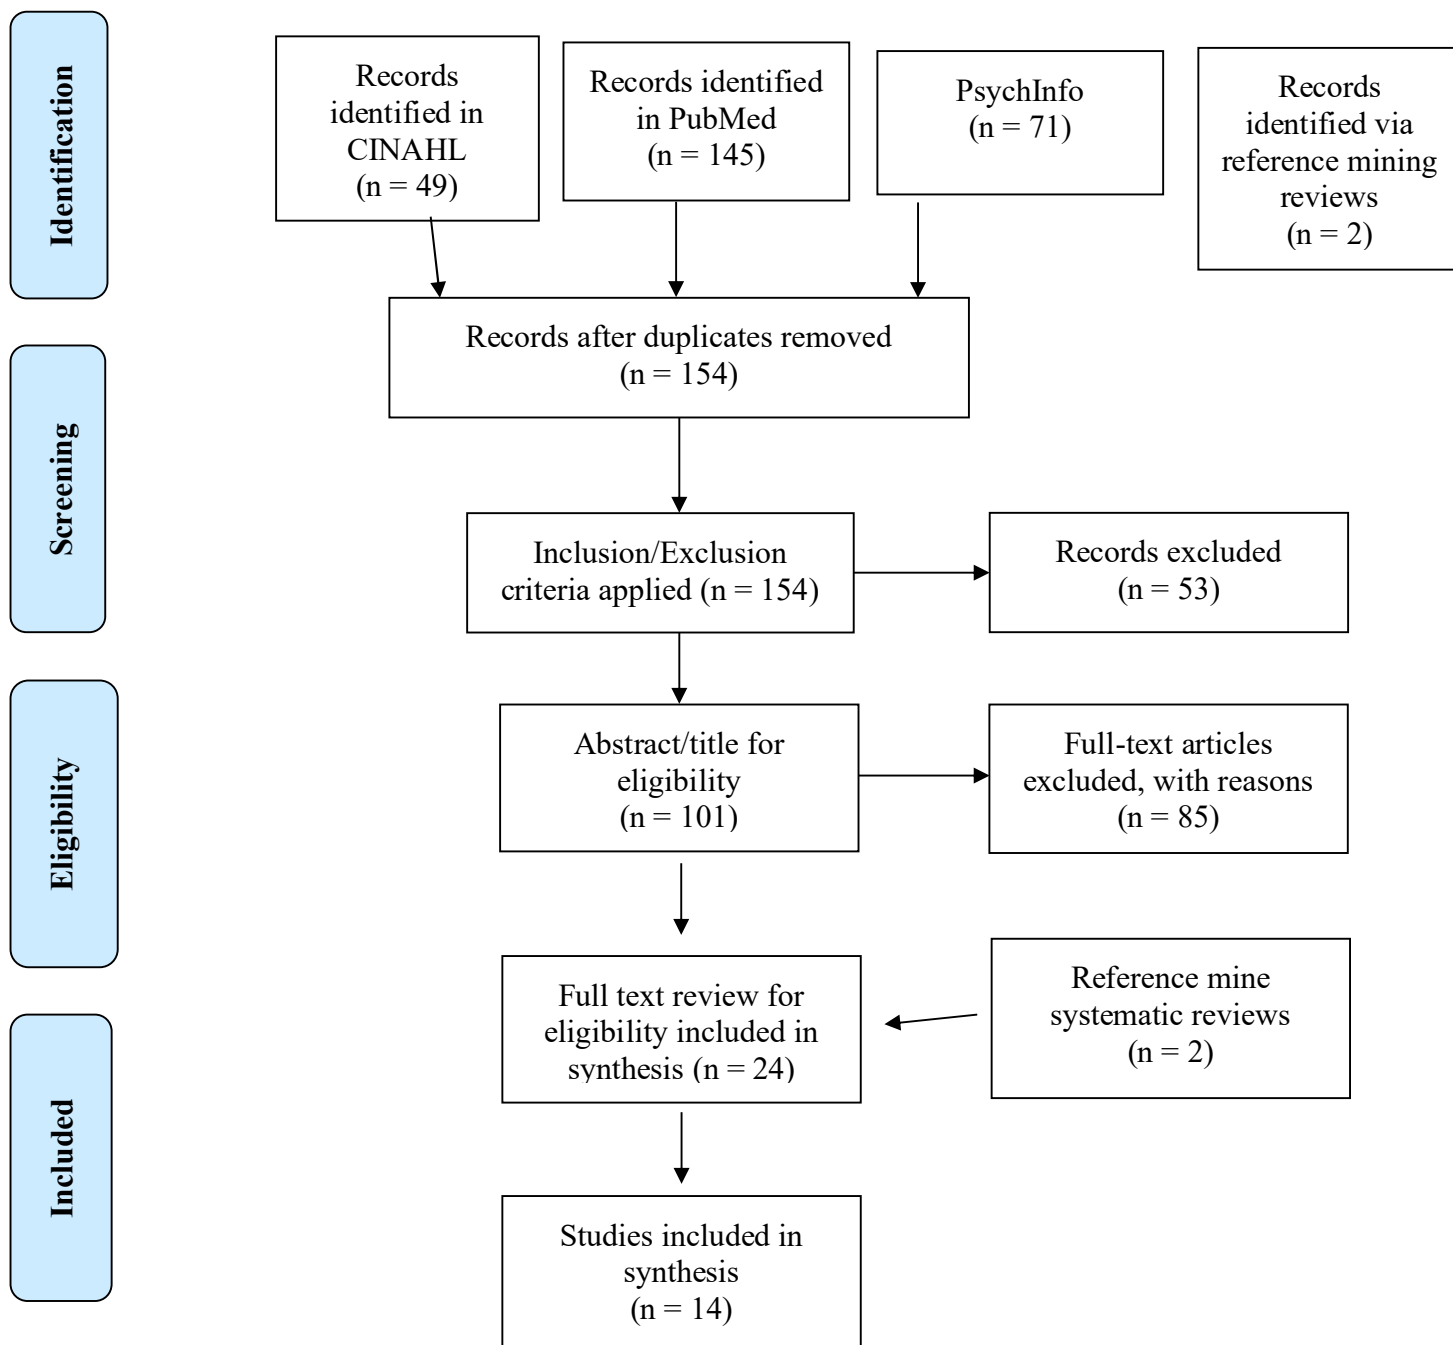 Identification
Records
identified in
CINAHL
(n = 49)
Records identified
in PubMed
(n = 145)
PsychInfo
(n = 71)
Records
identified via
reference mining
reviews
(n = 2)
Records after duplicates removed
(n = 154)
Screening
Inclusion/Exclusion
criteria applied (n = 154)
Records excluded
(n = 53)
Eligibility
Abstract/title for
eligibility
(n = 101)
Full-text articles
excluded, with reasons
(n = 85)
Full text review for
eligibility included in
synthesis (n = 24)
Reference mine
systematic reviews
(n = 2)
Included
Studies included in
synthesis
(n = 14)